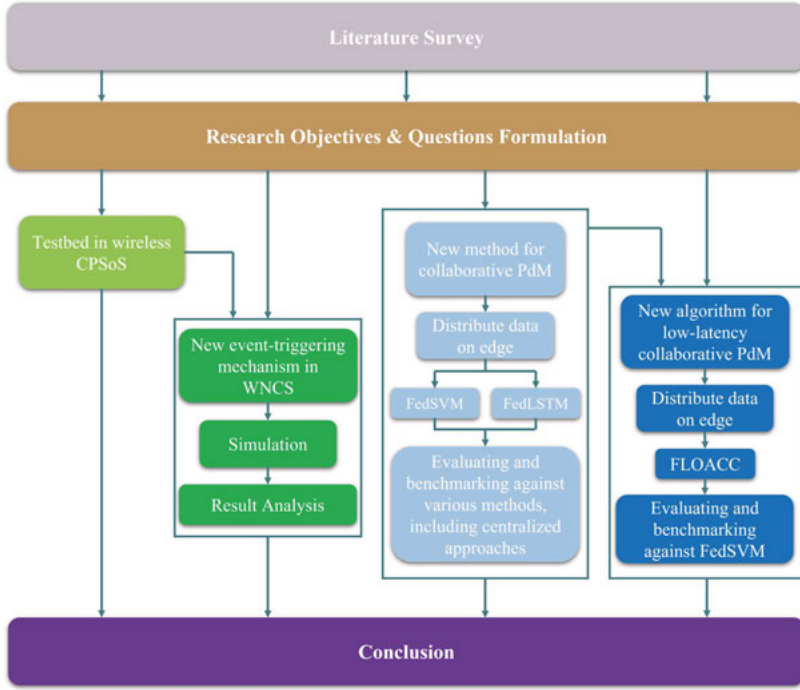 Literature Survey
Research Objectives & Questions Formulation
Testbed in wireless
CPSoS
New event-triggering
mechanism in
WNCS
Simulation
Result Analysis
New method for
collaborative PdM
Distribute data
on edge
FedSVM
FedLSTM
Evaluating and
benchmarking against
various methods,
including centralized
approaches
New algorithm for
low-latency
collaborative PdM
Distribute data
on edge
FLOACC
Evaluating and
benchmarking
against FedSVM
Conclusion